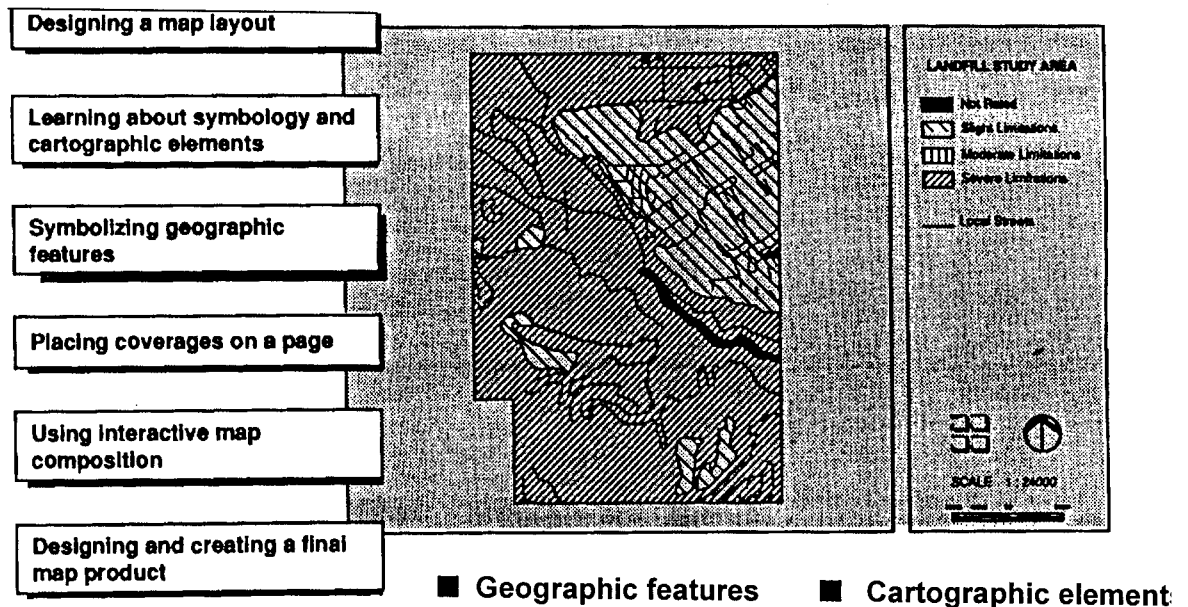 Designing a map layout
Learning about symbology and
cartographic elements
Symbolizing geographic
features
Placing coverages on a page
Using interactive map
composition
Designing and creating a final
map product
LANDFILL STUDY AREA
Not Rated
Slight Limitations
Moderate Limitations
Severe Limitations
Local Streets
SCALE 1 : 24000
■ Geographic features
■ Cartographic element